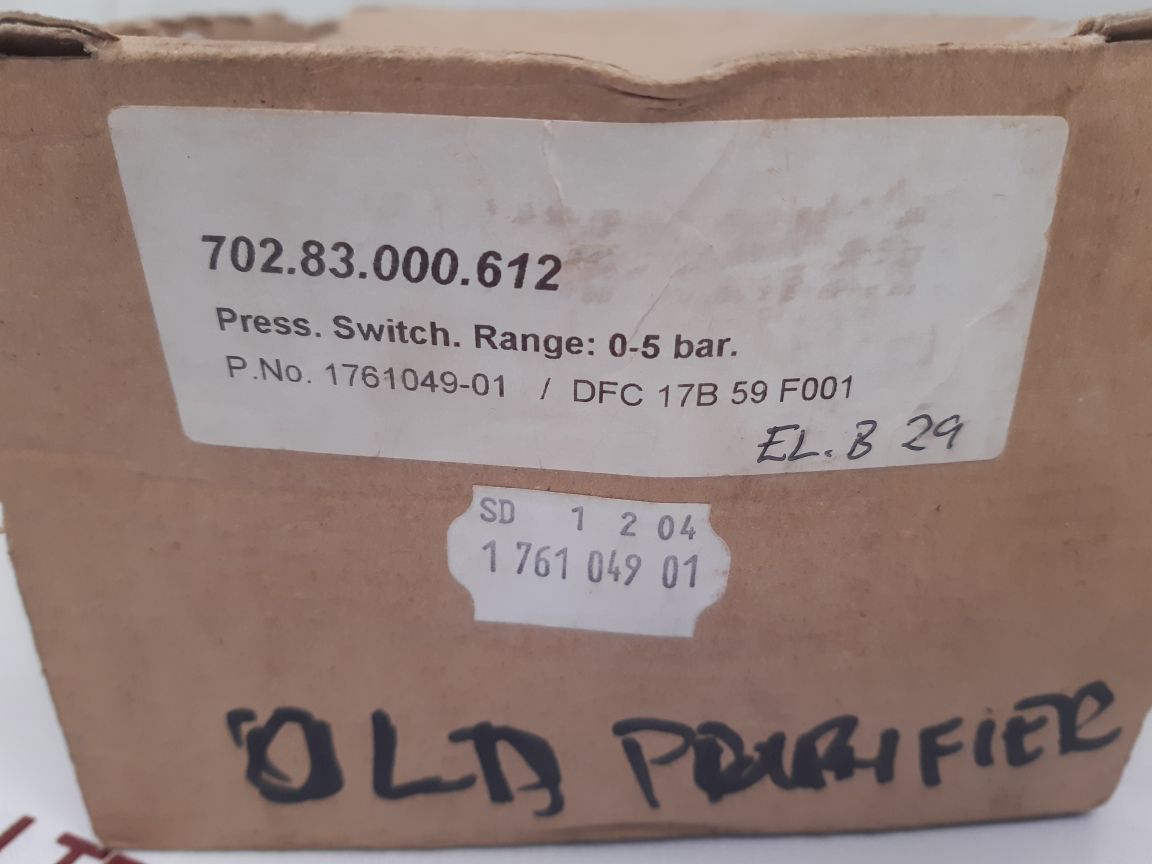 702.83.000.612
Press. Switch. Range: 0-5 bar.
P.No. 1761049-01 / DFC 17B 59 F001
EL.B 29
SD 1 2 04
1 761 049 01
OLD PURIFIER